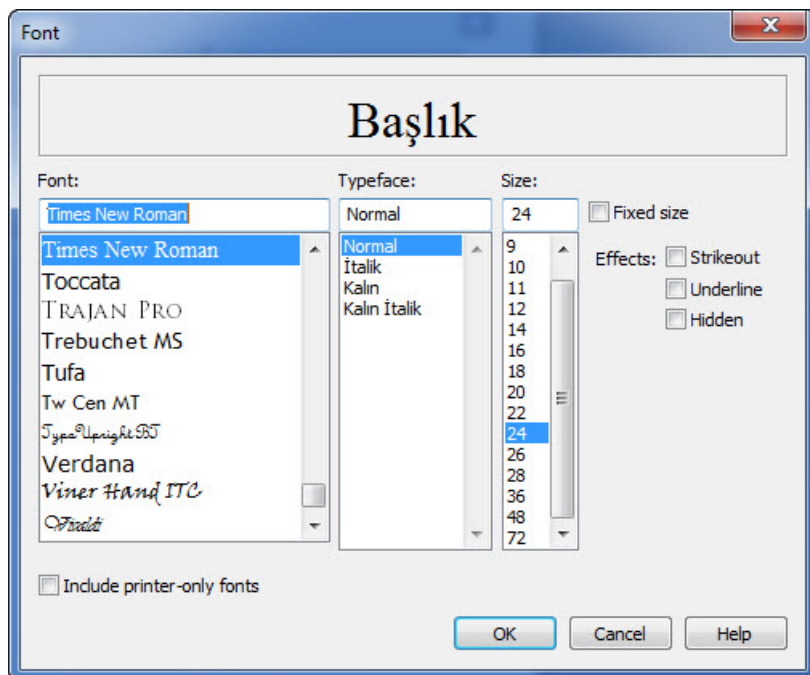 Font
Başlık
Font:
Typeface:
Size:
Times New Roman
Normal
24
Fixed size
Times New Roman
Toccata
TRAJAN PRO
Trebuchet MS
Tufa
Tw Cen MT
TypoUpright BT
Verdana
Viner Hand ITC
Vivaldi
Normal
İtalik
Kalın
Kalın İtalik
9
10
11
12
14
16
18
20
22
24
26
28
36
48
72
Effects:
Strikeout
Underline
Hidden
Include printer-only fonts
OK
Cancel
Help